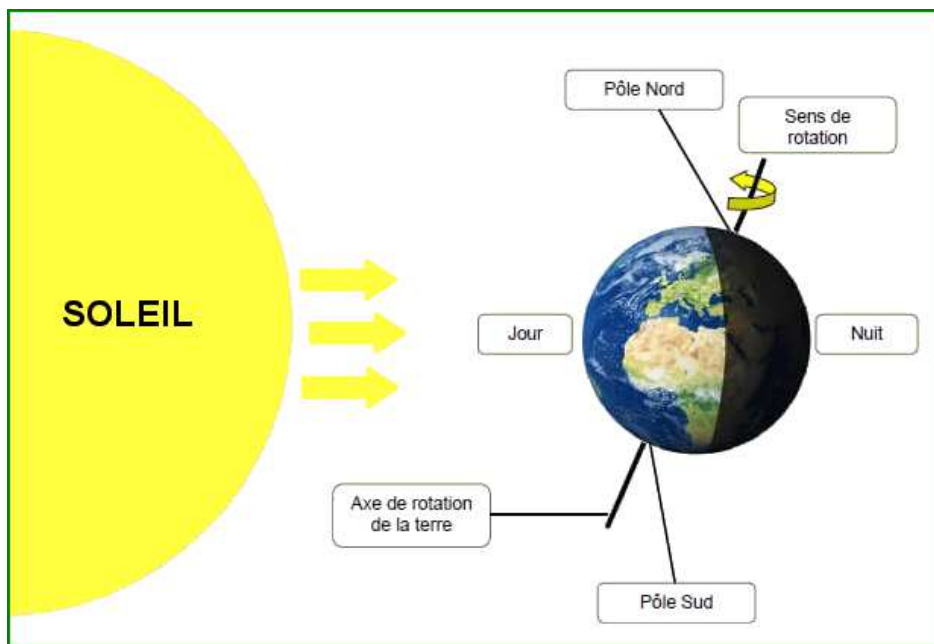 Pôle Nord
Sens de
rotation
SOLEIL
Jour
Nuit
Axe de rotation
de la terre
Pôle Sud